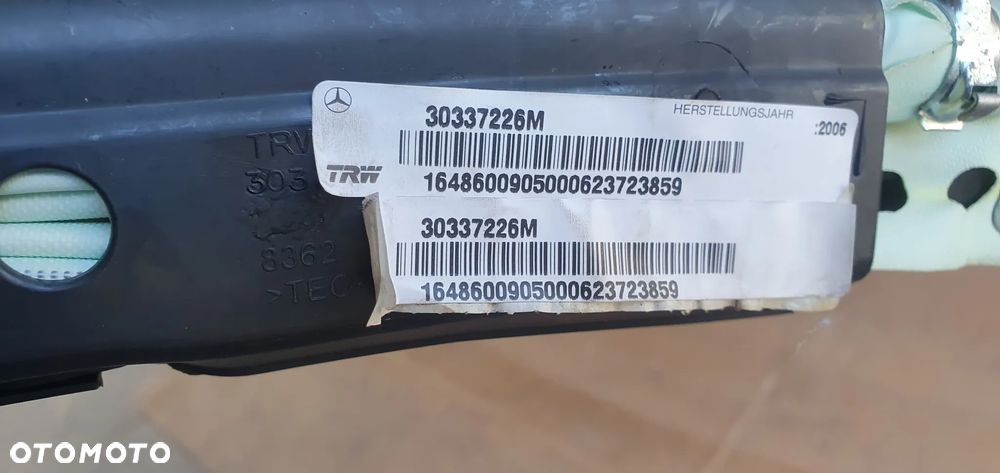 HERSTELLUNGSJAHR
:2006
30337226M
TRW
1648600905000623723859
30337226M
1648600905000623723859
TRW
303
8362
>TEC
OTOMOTO